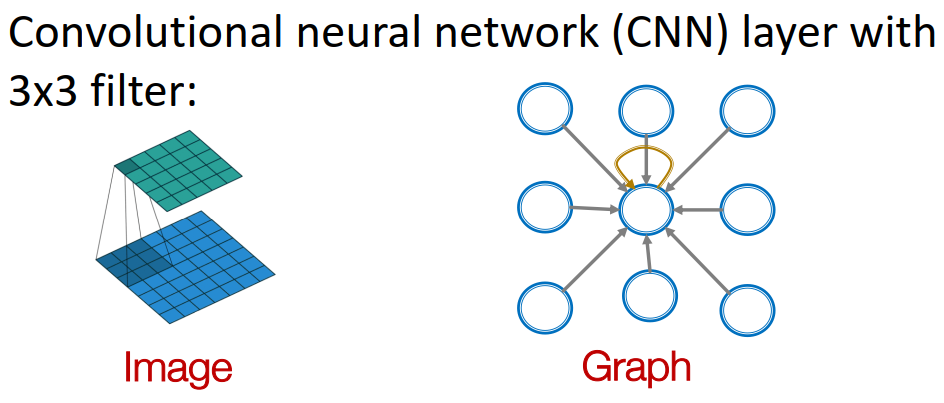 Convolutional neural network (CNN) layer with
3x3 filter:
Image
Graph